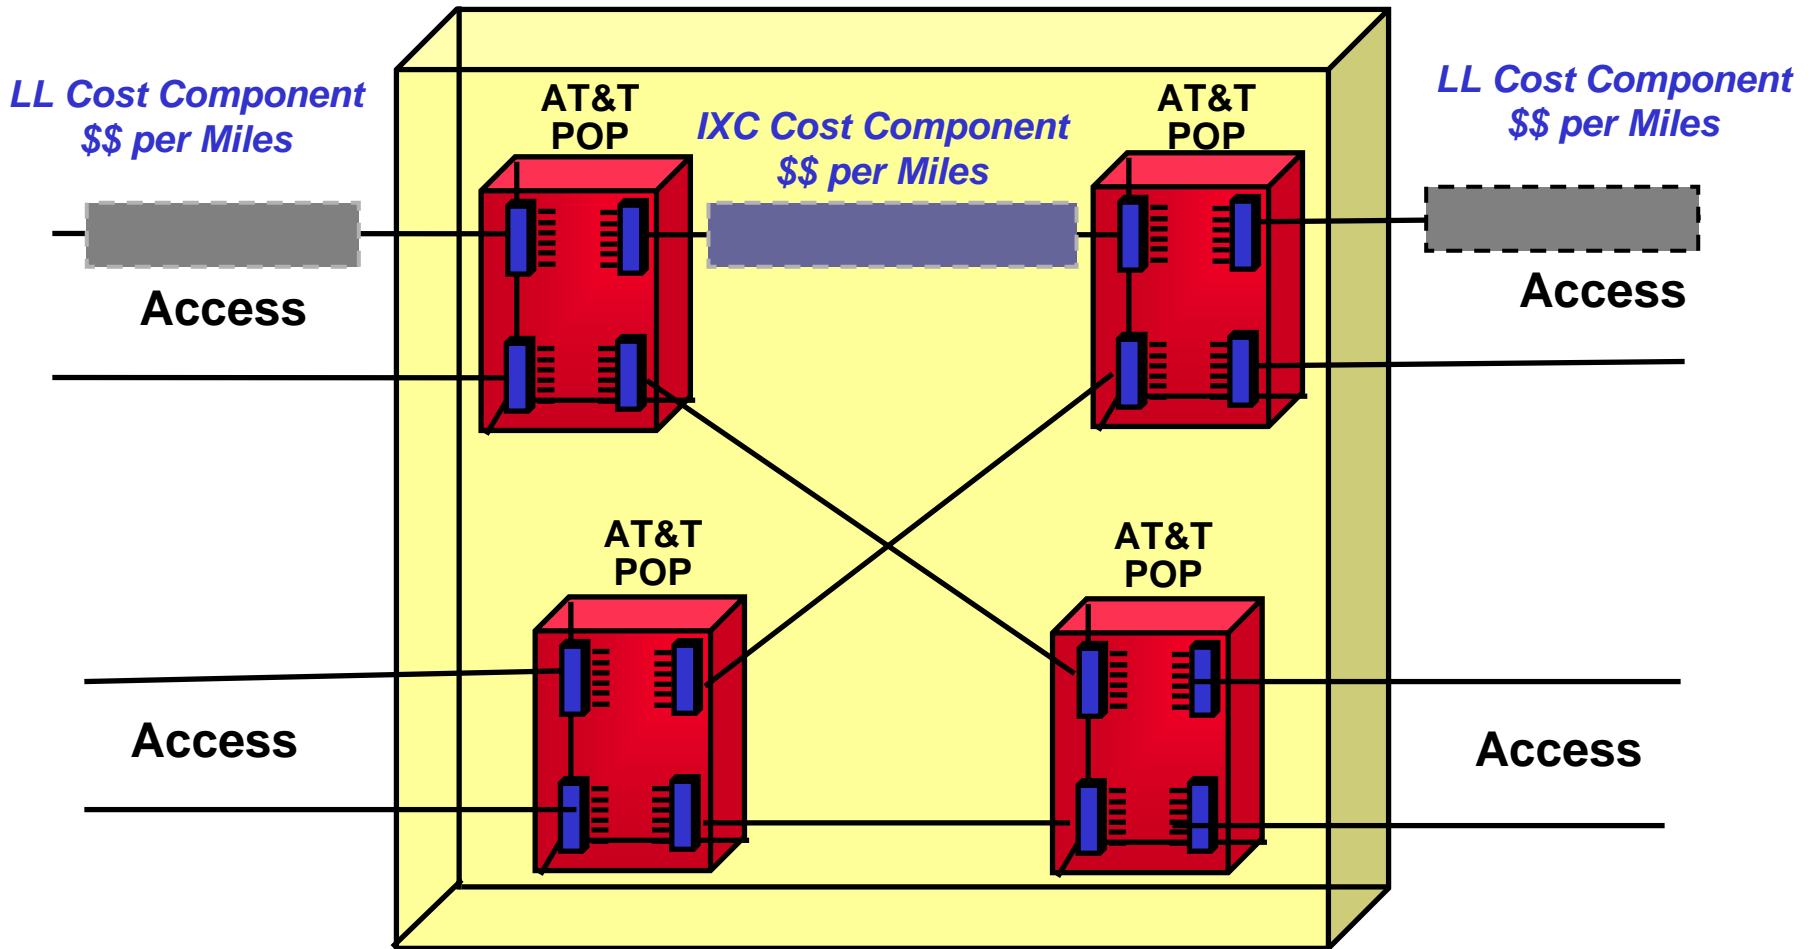 LL Cost Component
$$ per Miles
AT&T
POP
IXC Cost Component
$$ per Miles
AT&T
POP
LL Cost Component
$$ per Miles
Access
Access
AT&T
POP
AT&T
POP
Access
Access